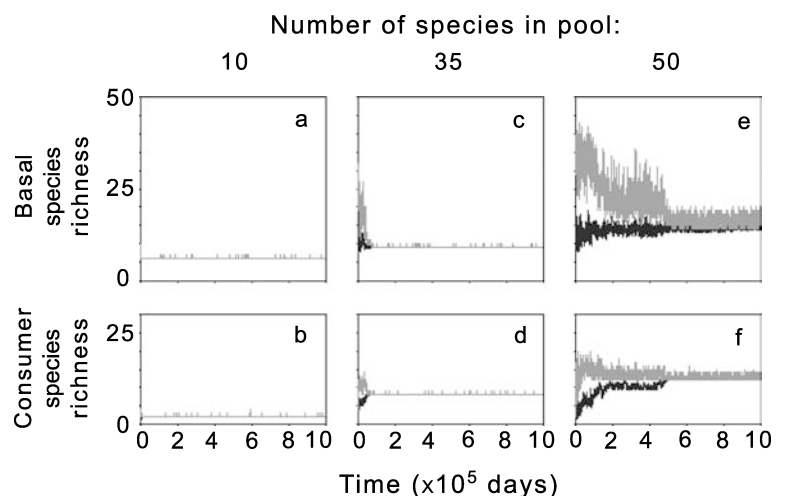 Number of species in pool:
10 35 50
Basal species richness
50
25
0
a
c
e
Consumer species richness
25
0
b
d
f
0 2 4 6 8 10 0 2 4 6 8 10 0 2 4 6 8 10
Time (x10⁵ days)